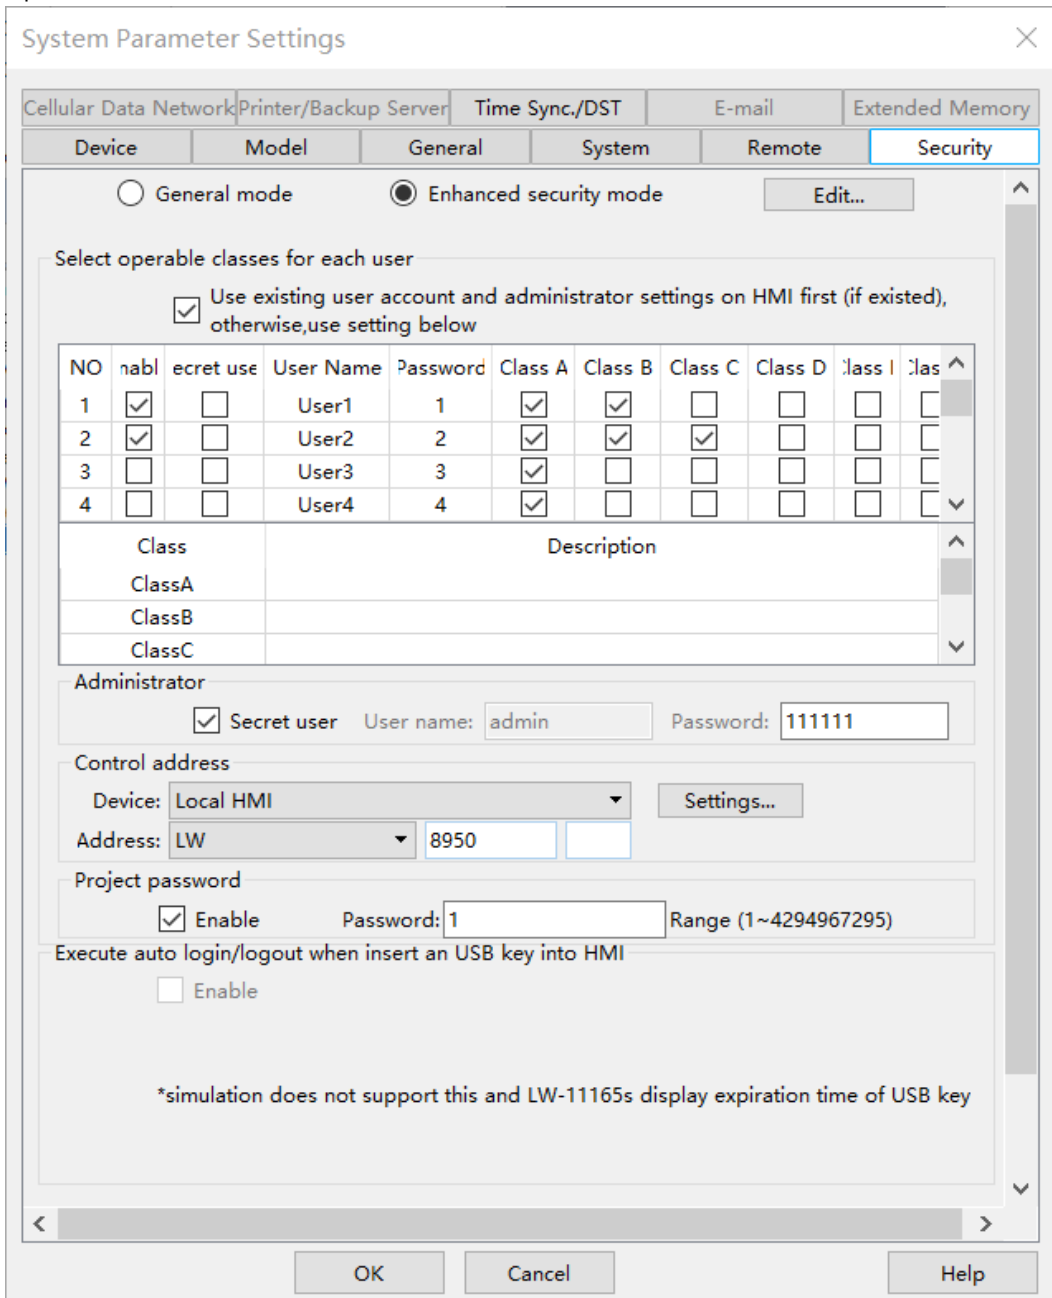 System Parameter Settings
Cellular Data Network Printer/Backup Server Time Sync./DST E-mail Extended Memory
Device Model General System Remote Security
General mode Enhanced security mode Edit...
Select operable classes for each user
Use existing user account and administrator settings on HMI first (if existed),
otherwise,use setting below
NO nabl ecret use User Name Password Class A Class B Class C Class D
1 User1 1
2 User2 2
3 User3 3
4 User4 4
Class Description
ClassA
ClassB
ClassC
Administrator
Secret user User name: admin Password: 111111
Control address
Device: Local HMI Settings...
Address: LW 8950
Project password
Enable Password: 1 Range (1~4294967295)
Execute auto login/logout when insert an USB key into HMI
Enable
*simulation does not support this and LW-11165s display expiration time of USB key
OK Cancel Help